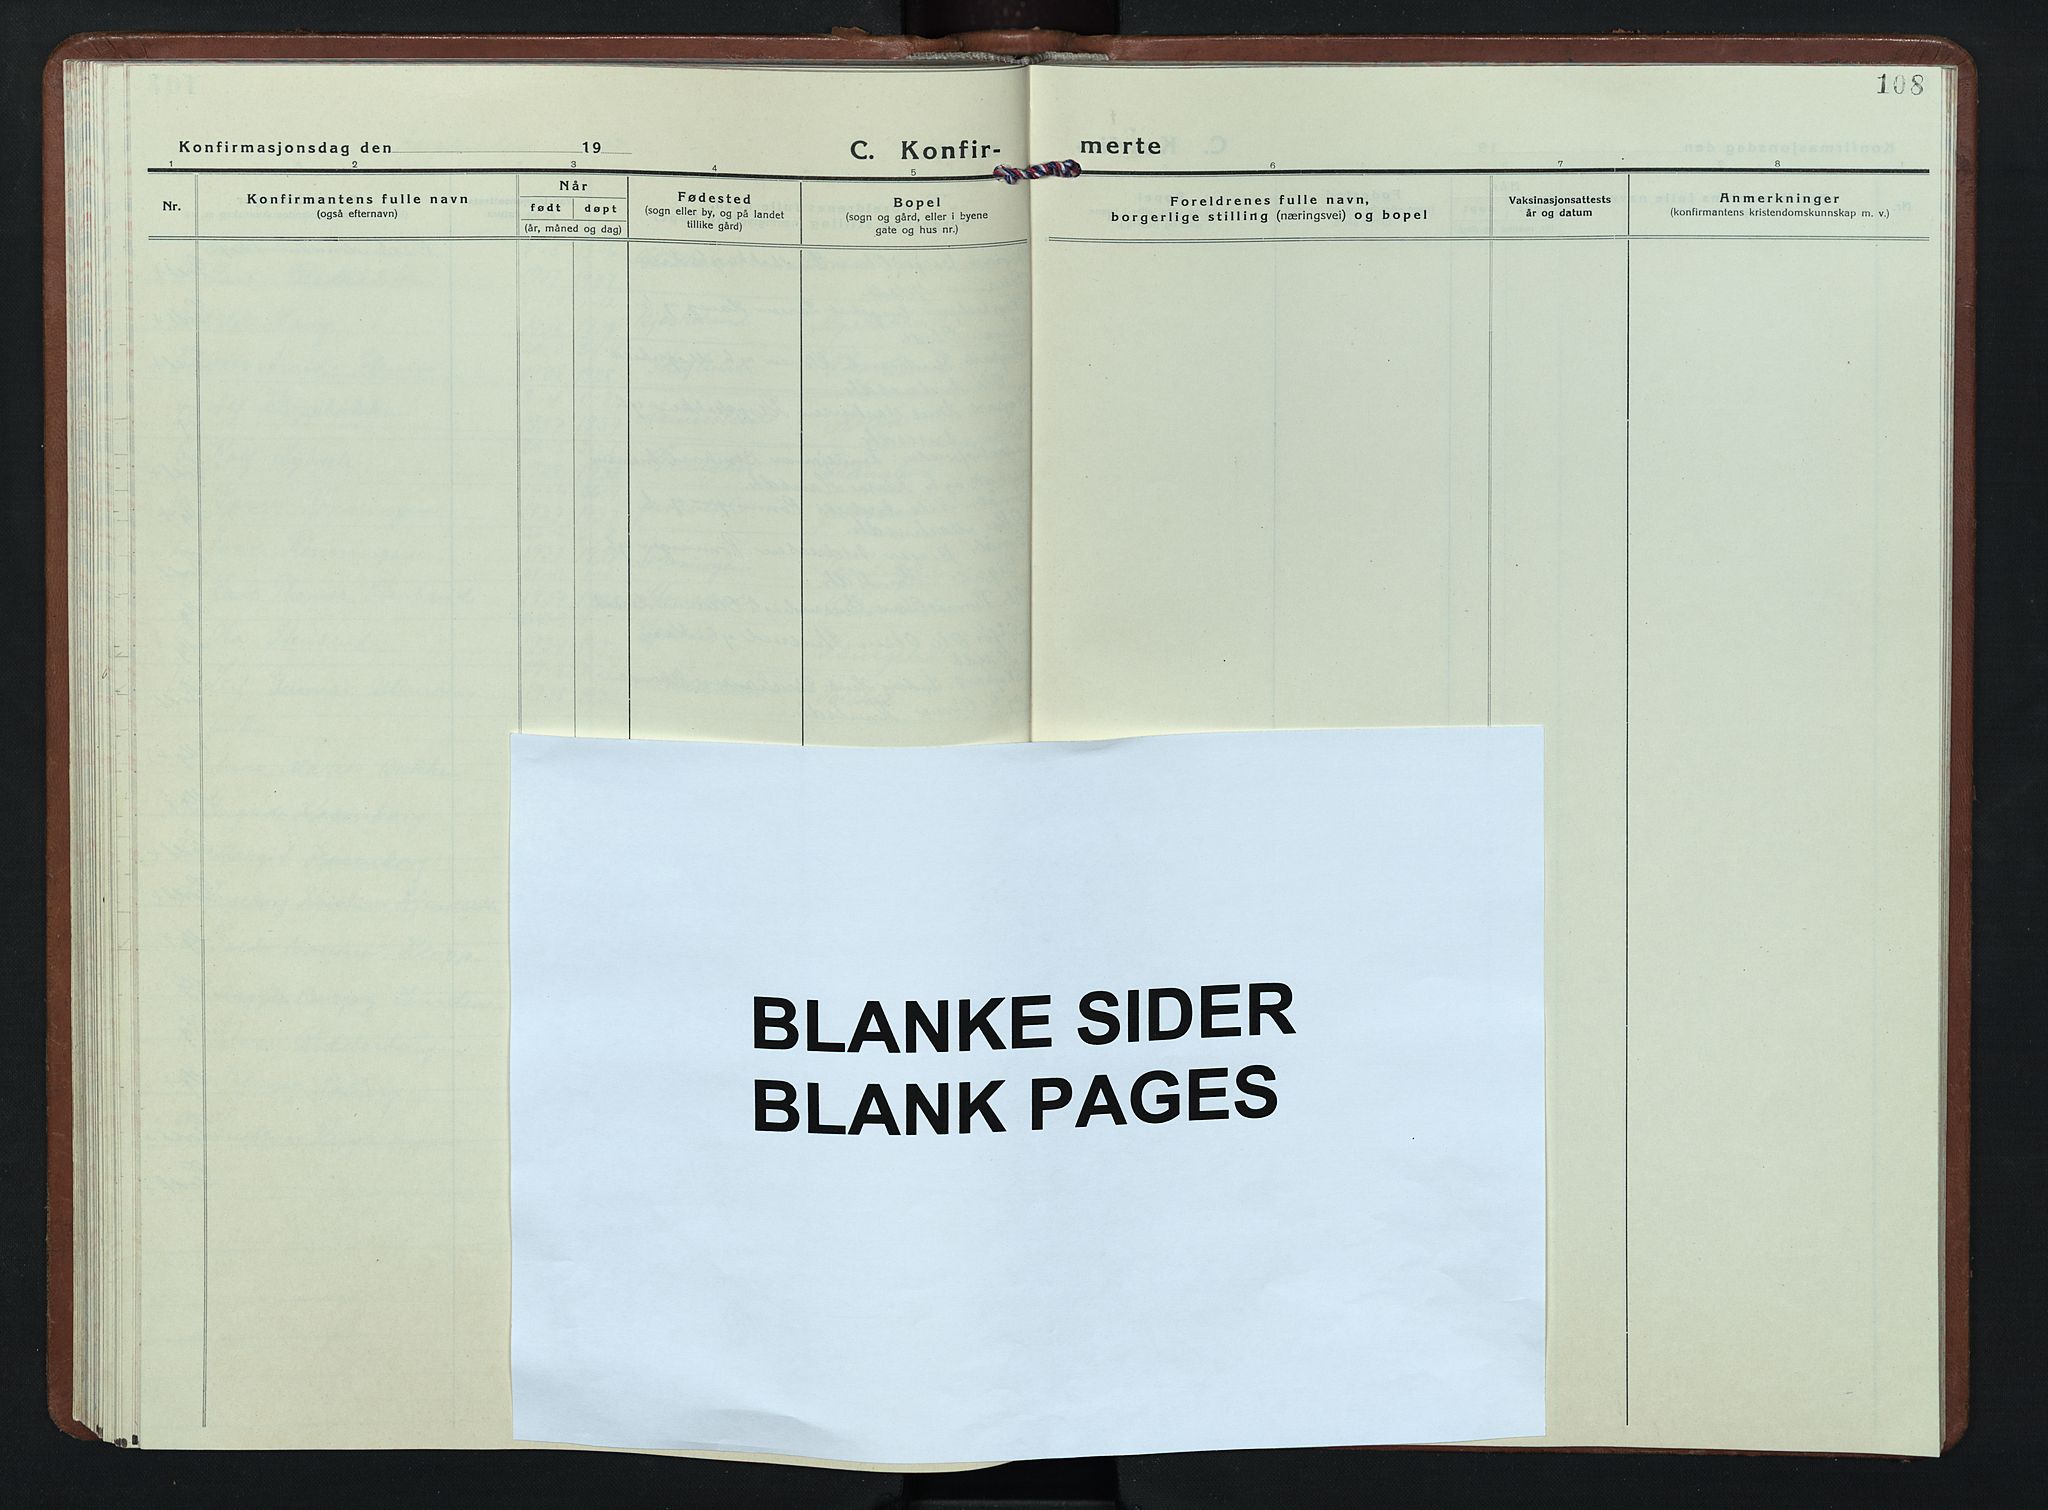 108
Konfirmasjonsdag den 19
C. Konfir- merte
1 2 3 4 5 6 7 8
Nr.
Konfirmantens fulle navn
(også efternavn)
Når
født døpt
(år, måned og dag)
Fødested
(sogn eller by, og på landet
tillike gård)
Bopel
(sogn og gård, eller i byene
gate og hus nr.)
Foreldrenes fulle navn,
borgerlige stilling (næringsvei) og bopel
Vaksinasjonsattests
år og datum
Anmerkninger
(konfirmantens kristendomskunnskap m. v.)
BLANKE SIDER
BLANK PAGES